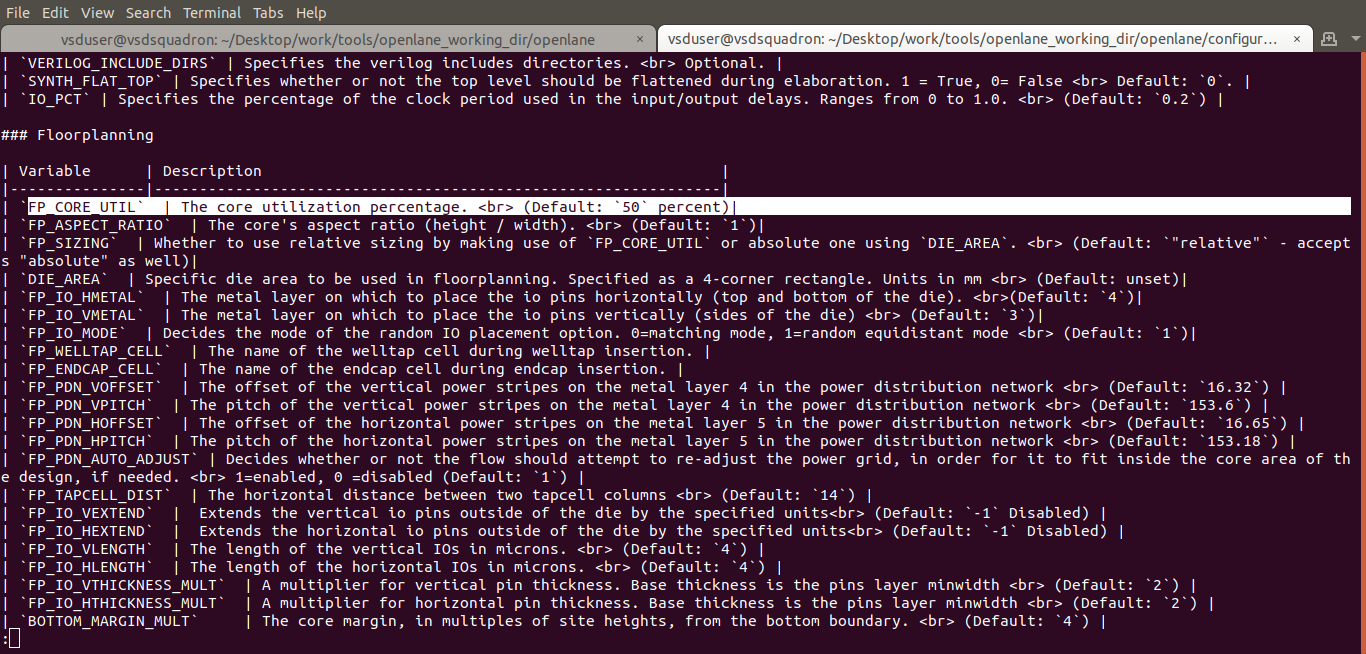 File Edit View Search Terminal Tabs Help
vsduser@vsdsquadron: ~/Desktop/work/tools/openlane_working_dir/openlane × vsduser@vsdsquadron: ~/Desktop/work/tools/openlane_working_dir/openlane/configur... ×
| `VERILOG_INCLUDE_DIRS` | Specifies the verilog includes directories. <br> Optional. |
| `SYNTH_FLAT_TOP` | Specifies whether or not the top level should be flattened during elaboration. 1 = True, 0= False <br> Default: `0`. |
| `IO_PCT` | Specifies the percentage of the clock period used in the input/output delays. Ranges from 0 to 1.0. <br> (Default: `0.2`) |
### Floorplanning
| Variable      | Description                                                   |
|---------------|---------------------------------------------------------------|
| `FP_CORE_UTIL`  | The core utilization percentage. <br> (Default: `50` percent)|
| `FP_ASPECT_RATIO` | The core's aspect ratio (height / width). <br> (Default: `1`)|
| `FP_SIZING`  | Whether to use relative sizing by making use of `FP_CORE_UTIL` or absolute one using `DIE_AREA`. <br> (Default: `"relative"` - accept
s "absolute" as well)|
| `DIE_AREA`  | Specific die area to be used in floorplanning. Specified as a 4-corner rectangle. Units in mm <br> (Default: unset)|
| `FP_IO_HMETAL`  | The metal layer on which to place the io pins horizontally (top and bottom of the die). <br>(Default: `4`)|
| `FP_IO_VMETAL`  | The metal layer on which to place the io pins vertically (sides of the die) <br> (Default: `3`)|
| `FP_IO_MODE`  | Decides the mode of the random IO placement option. 0=matching mode, 1=random equidistant mode <br> (Default: `1`)|
| `FP_WELLTAP_CELL`  | The name of the welltap cell during welltap insertion. |
| `FP_ENDCAP_CELL`  | The name of the endcap cell during endcap insertion. |
| `FP_PDN_VOFFSET`  | The offset of the vertical power stripes on the metal layer 4 in the power distribution network <br> (Default: `16.32`) |
| `FP_PDN_VPITCH`  | The pitch of the vertical power stripes on the metal layer 4 in the power distribution network <br> (Default: `153.6`) |
| `FP_PDN_HOFFSET`  | The offset of the horizontal power stripes on the metal layer 5 in the power distribution network <br> (Default: `16.65`) |
| `FP_PDN_HPITCH`  | The pitch of the horizontal power stripes on the metal layer 5 in the power distribution network <br> (Default: `153.18`) |
| `FP_PDN_AUTO_ADJUST` | Decides whether or not the flow should attempt to re-adjust the power grid, in order for it to fit inside the core area of th
e design, if needed. <br> 1=enabled, 0 =disabled (Default: `1`) |
| `FP_TAPCELL_DIST`  | The horizontal distance between two tapcell columns <br> (Default: `14`) |
| `FP_IO_VEXTEND`  |  Extends the vertical io pins outside of the die by the specified units<br> (Default: `-1` Disabled) |
| `FP_IO_HEXTEND`  |  Extends the horizontal io pins outside of the die by the specified units<br> (Default: `-1` Disabled) |
| `FP_IO_VLENGTH`  | The length of the vertical IOs in microns. <br> (Default: `4`) |
| `FP_IO_HLENGTH`  | The length of the horizontal IOs in microns. <br> (Default: `4`) |
| `FP_IO_VTHICKNESS_MULT`  | A multiplier for vertical pin thickness. Base thickness is the pins layer minwidth <br> (Default: `2`) |
| `FP_IO_HTHICKNESS_MULT`  | A multiplier for horizontal pin thickness. Base thickness is the pins layer minwidth <br> (Default: `2`) |
| `BOTTOM_MARGIN_MULT`     | The core margin, in multiples of site heights, from the bottom boundary. <br> (Default: `4`) |
: